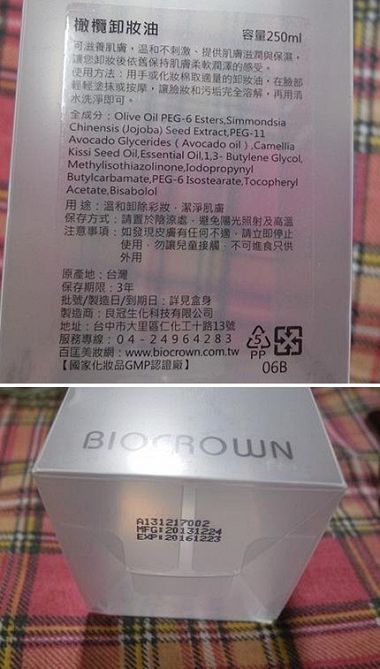 橄欖卸妝油 容量250ml
可滋養肌膚，溫和不刺激、提供肌膚滋潤與保濕，
讓您卸妝後依舊保持肌膚柔軟潤澤的感受。
使用方法：用手或化妝棉取適量的卸妝油，在臉部
輕輕塗抹或按摩，讓臉妝和污垢完全溶解，再用清
水洗淨即可。
全成分：Olive Oil PEG-6 Esters,Simmondsia
Chinensis (Jojoba) Seed Extract,PEG-11
Avocado Glycerides ( Avocado oil ) ,Camellia
Kissi Seed Oil,Essential Oil,1,3- Butylene Glycol,
Methylisothiazolinone,Iodopropynyl
Butylcarbamate,PEG-6 Isostearate,Tocopheryl
Acetate,Bisabolol
用 途：溫和卸除彩妝，潔淨肌膚
保存方式：請置於陰涼處，避免陽光照射及高溫
注意事項：如發現皮膚有任何不適，請立即停止
使用，勿讓兒童接觸，不可進食只供
外用
原產地：台灣
保存期限：3年
批號/製造日/到期日：詳見盒身
製造商：良冠生化科技有限公司
地址：台中市大里區仁化工十路13號
服務專線：04-24964283
百匡美妝網：www.biocrown.com.tw
【國家化妝品GMP認證廠】
5
PP
06B
BIOCROWN
A131217002
MFG:20131224
EXP:20161223